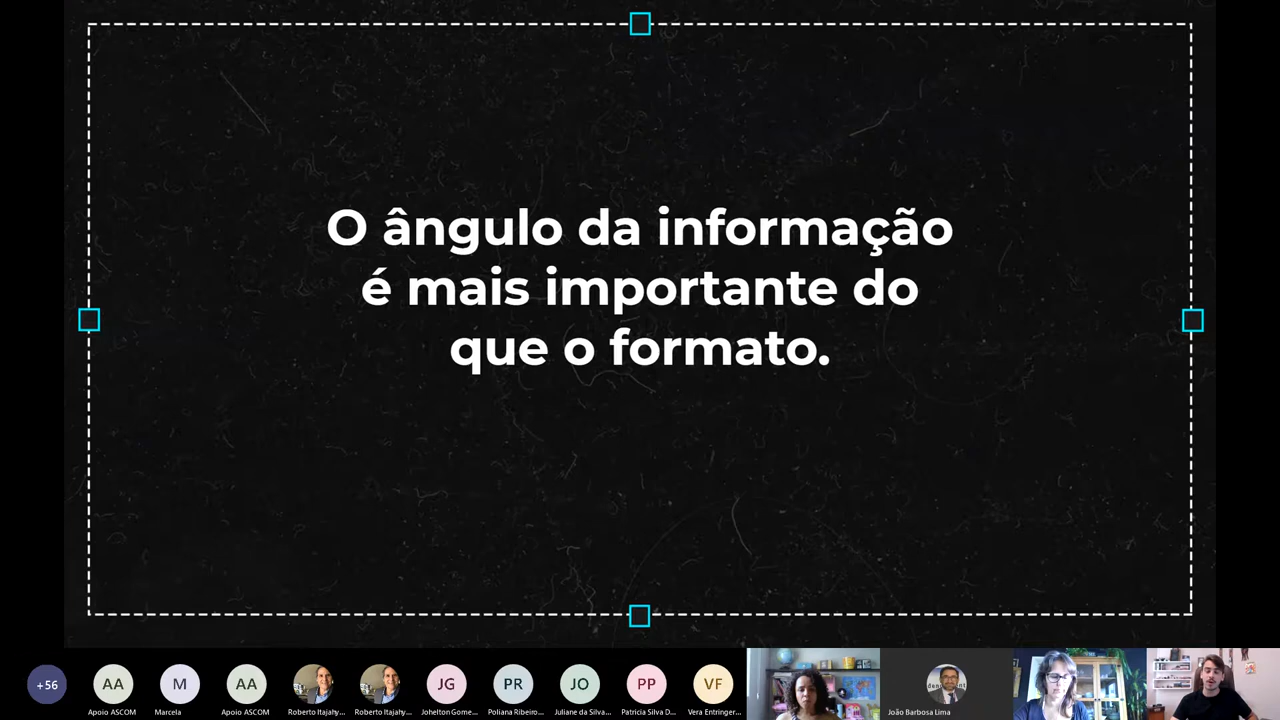 O ângulo da informação
é mais importante do
que o formato.
+56
AA
M
AA
JG
PR
JO
PP
VF
Apoio ASCOM
Marcela
Apoio ASCOM
Roberto Itajahy...
Roberto Itajahy...
Johelton Gome...
Poliana Ribeiro...
Juliane da Silva...
Patricia Silva D...
Vera Entringer...
João Barbosa Lima